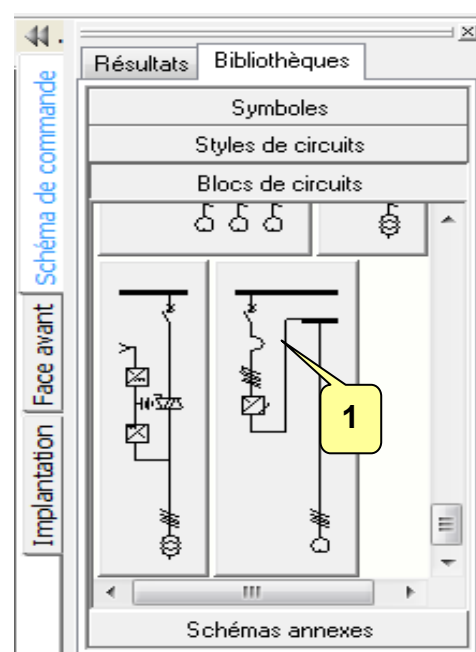 Résultats
Bibliothèques
Symboles
Styles de circuits
Blocs de circuits
Schéma de commande
Face avant
Implantation
1
Schémas annexes